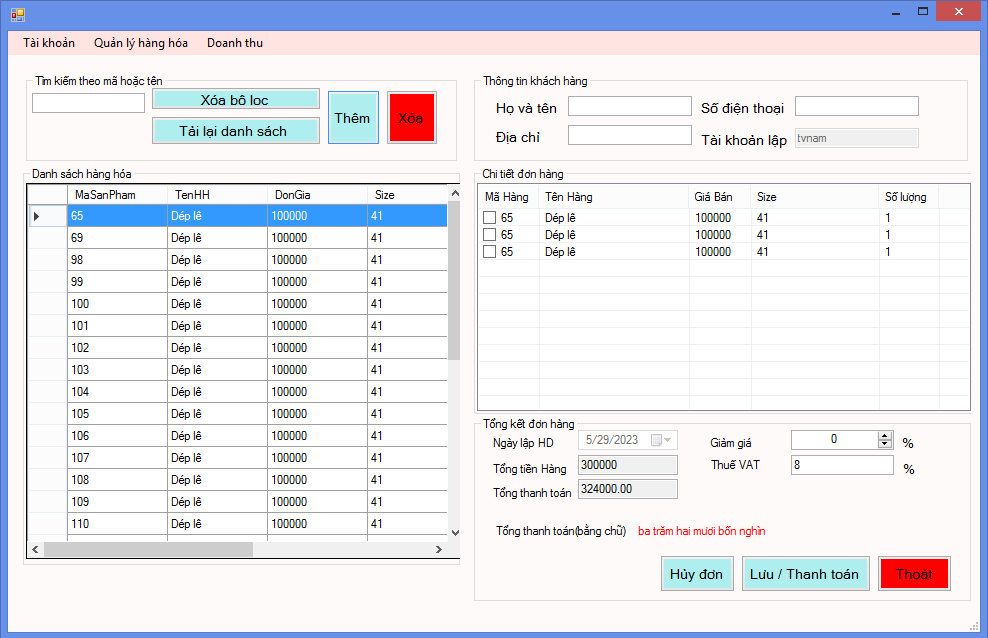 Tài khoản Quản lý hàng hóa Doanh thu
Tìm kiếm theo mã hoặc tên
Xóa bô loc
Tải lại danh sách
Thêm
Xóa
Thông tin khách hàng
Họ và tên
Số điện thoại
Địa chỉ
Tài khoản lập tvnam
Danh sách hàng hóa
MaSanPham TenHH DonGia Size
65 Dép lê 100000 41
69 Dép lê 100000 41
98 Dép lê 100000 41
99 Dép lê 100000 41
100 Dép lê 100000 41
101 Dép lê 100000 41
102 Dép lê 100000 41
103 Dép lê 100000 41
104 Dép lê 100000 41
105 Dép lê 100000 41
106 Dép lê 100000 41
107 Dép lê 100000 41
108 Dép lê 100000 41
109 Dép lê 100000 41
110 Dép lê 100000 41
Chi tiết đơn hàng
Mã Hàng Tên Hàng Giá Bán Size Số lượng
65 Dép lê 100000 41 1
65 Dép lê 100000 41 1
65 Dép lê 100000 41 1
Tổng kết đơn hàng
Ngày lập HD 5/29/2023
Giảm giá 0 %
Tổng tiền Hàng 300000
Thuế VAT 8 %
Tổng thanh toán 324000.00
Tổng thanh toán(bằng chữ) ba trăm hai mươi bốn nghìn
Hủy đơn
Lưu / Thanh toán
Thoát